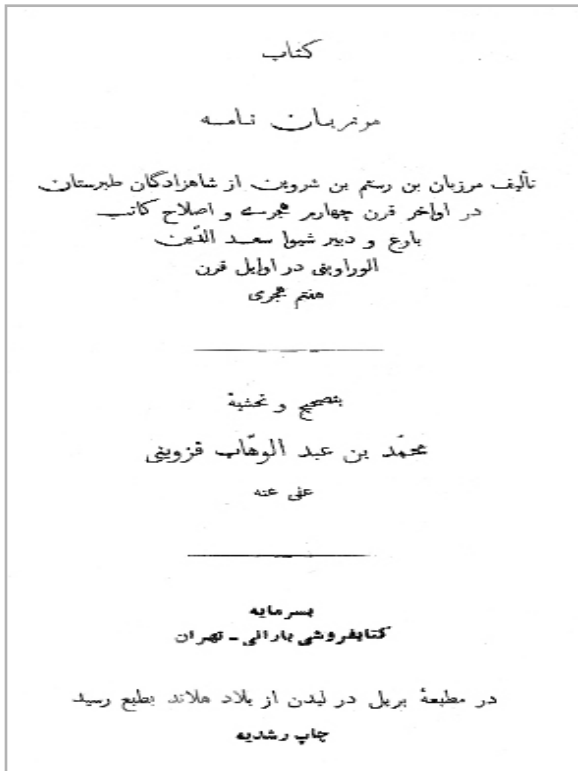 کتاب
مرزبان نامه
تألیف مرزبان بن رستم بن شروین از شاهزادگان طبرستان
در اواخر قرن چهارم هجری و اصلاح کاتب
بارع و دبیر شیوا سعد الدّین
الوراوینی در اوایل قرن
هفتم هجری
بتصحیح و تحشیهٔ
محمّد بن عبد الوهّاب قزوینی
عفی عنه
بسرمایه
کتابفروشی بارانی - تهران
در مطبعهٔ بریل در لیدن از بلاد هلاند بطبع رسید
چاپ رشدیه